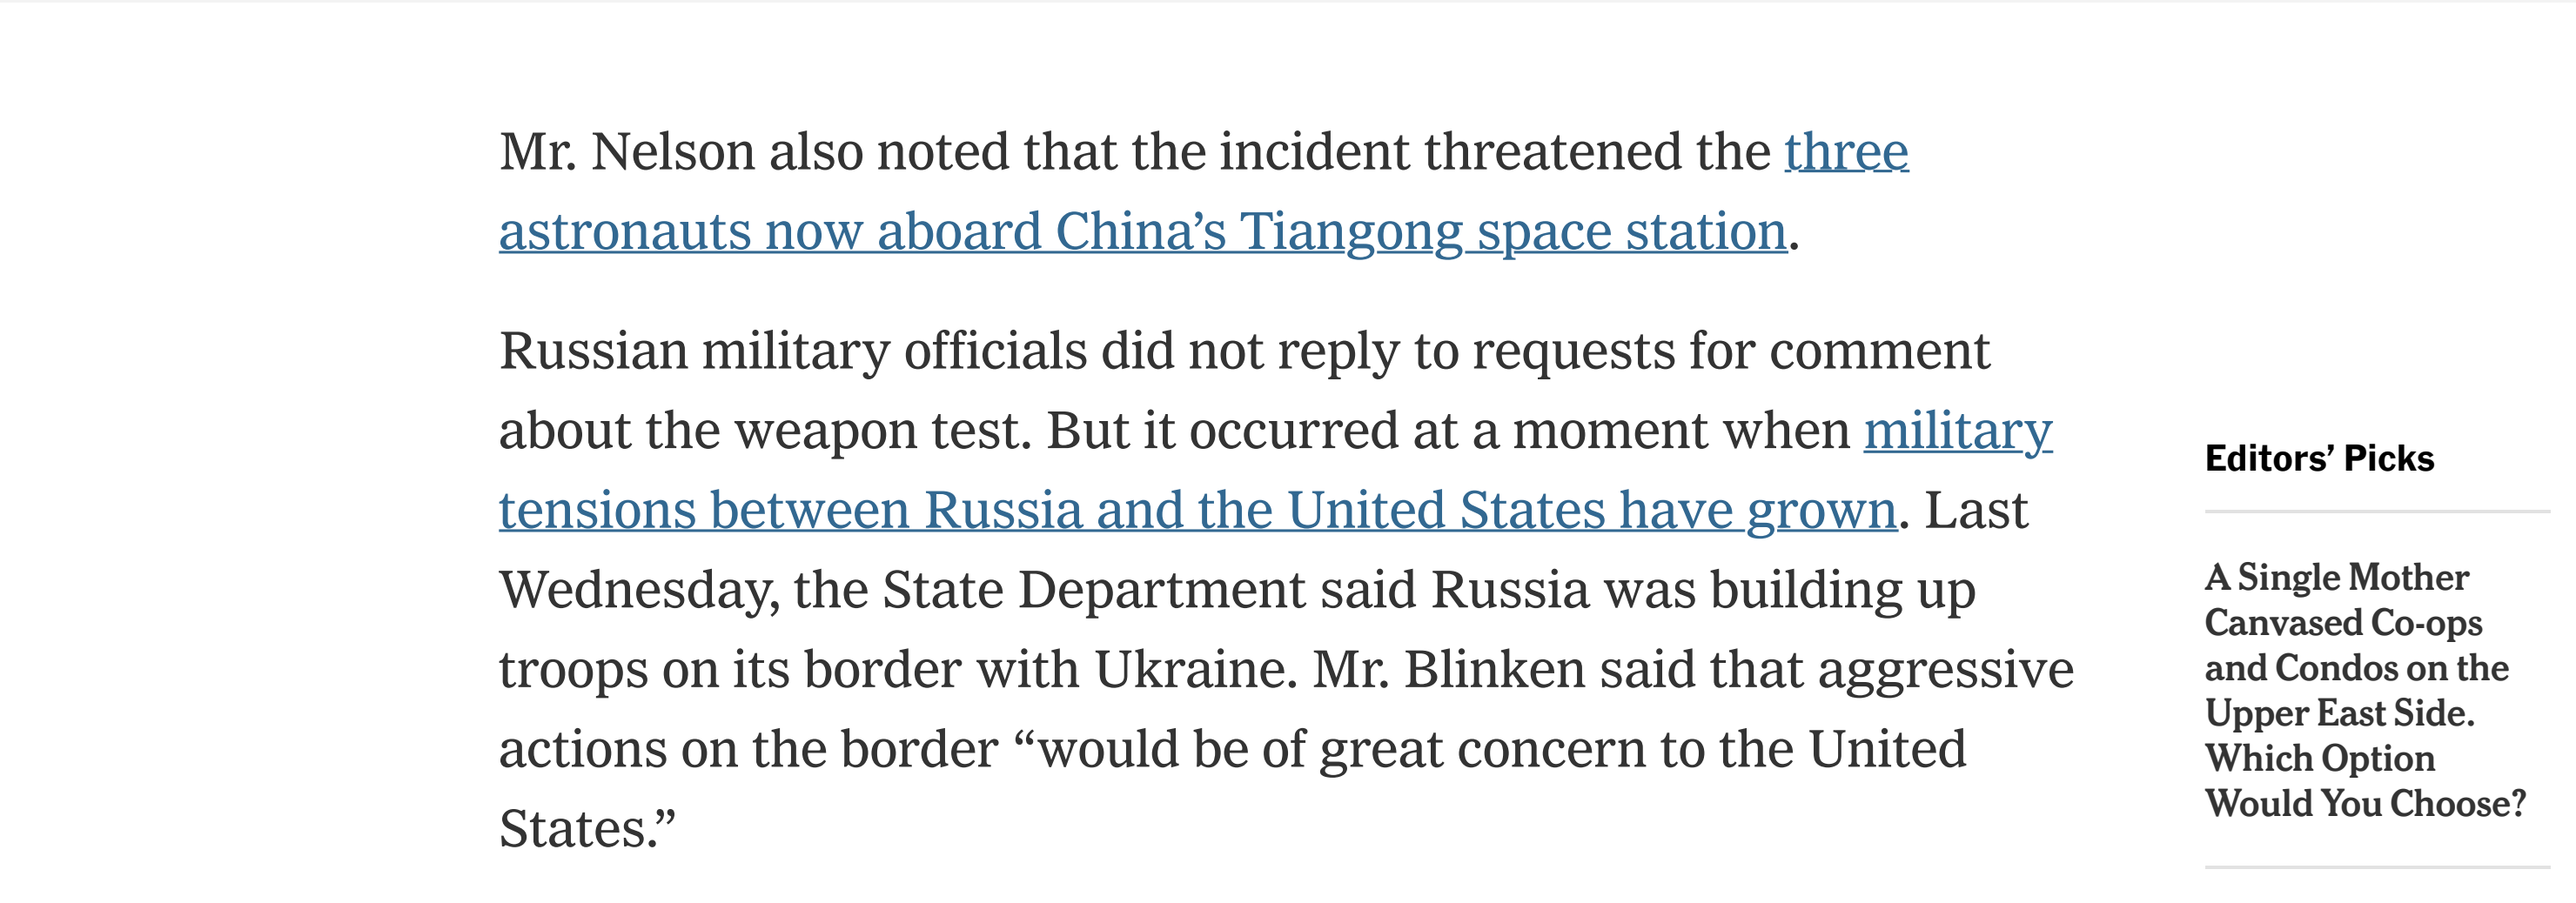 Mr. Nelson also noted that the incident threatened the three
astronauts now aboard China’s Tiangong space station.
Russian military officials did not reply to requests for comment
about the weapon test. But it occurred at a moment when military
tensions between Russia and the United States have grown. Last
Wednesday, the State Department said Russia was building up
troops on its border with Ukraine. Mr. Blinken said that aggressive
actions on the border “would be of great concern to the United
States.”
Editors’ Picks
A Single Mother
Canvased Co-ops
and Condos on the
Upper East Side.
Which Option
Would You Choose?